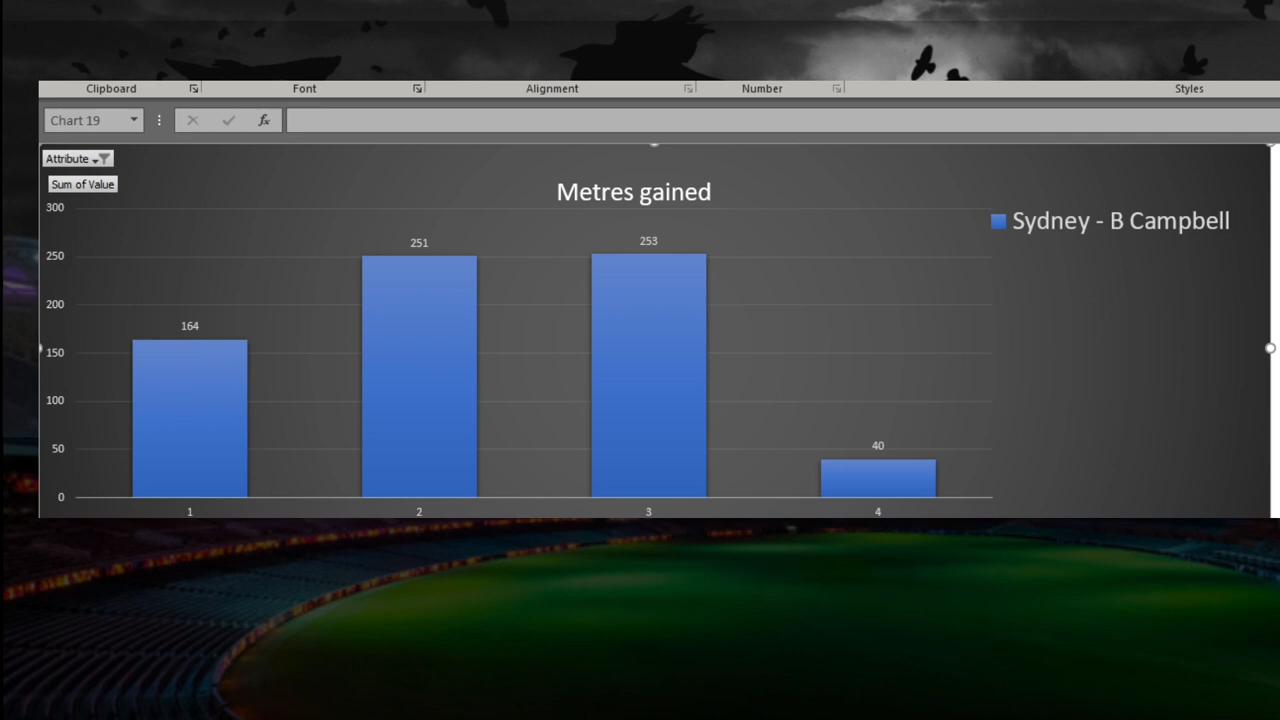 Clipboard Font Alignment Number Styles
Chart 19 fx
Attribute
Sum of Value
Metres gained
Sydney - B Campbell
300
250
200
150
100
50
0
164
251
253
40
1 2 3 4